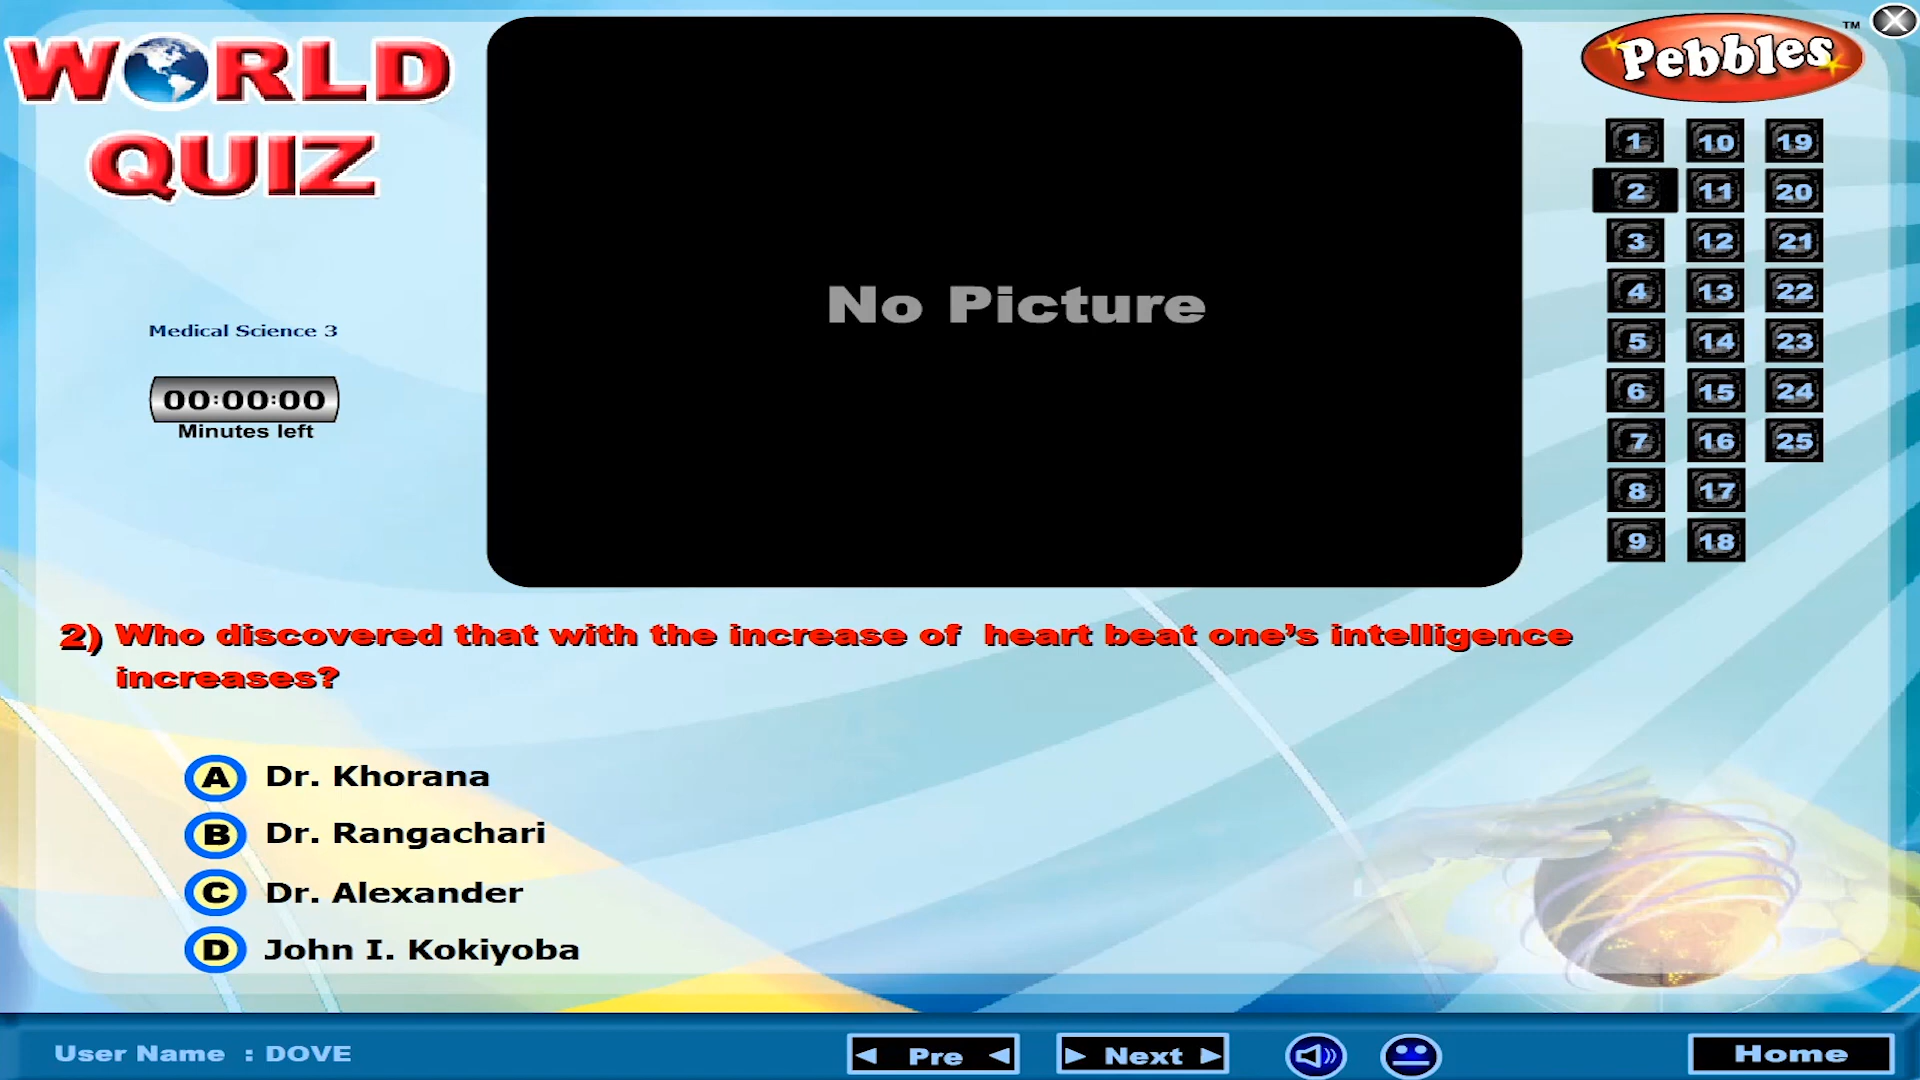 WORLD
QUIZ
Medical Science 3
00:00:00
Minutes left
No Picture
Pebbles™
1 10 19
2 11 20
3 12 21
4 13 22
5 14 23
6 15 24
7 16 25
8 17
9 18
2) Who discovered that with the increase of heart beat one's intelligence
increases?
A Dr. Khorana
B Dr. Rangachari
C Dr. Alexander
D John I. Kokiyoba
User Name : DOVE
Pre
Next
Home